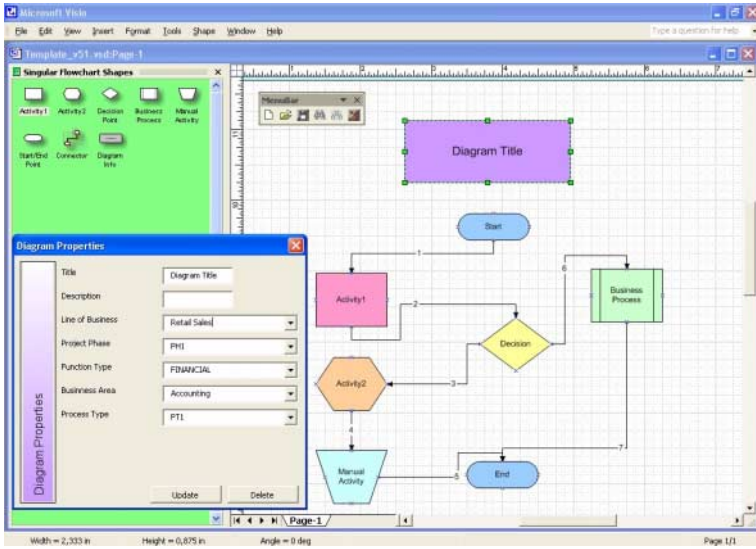 Microsoft Visio
File Edit View Insert Format Tools Shape Window Help
Type a question for help
Template_v51.vsd:Page-1
Singular Flowchart Shapes
Activity1 Activity2 Decision Point Business Process Manual Activity
Start/End Point Connector Diagram Info
MenuBar
Diagram Title
Start
1
Activity1
2
6
Business Process
Decision
3
Activity2
4
7
Manual Activity
5
End
Diagram Properties
Diagram Properties
Title Diagram Title
Description
Line of Business Retail Sales
Project Phase PM1
Function Type FINANCIAL
Businness Area Accounting
Process Type PT1
Update Delete
Page-1
Width = 2,333 in Height = 0,875 in Angle = 0 deg Page 1/1